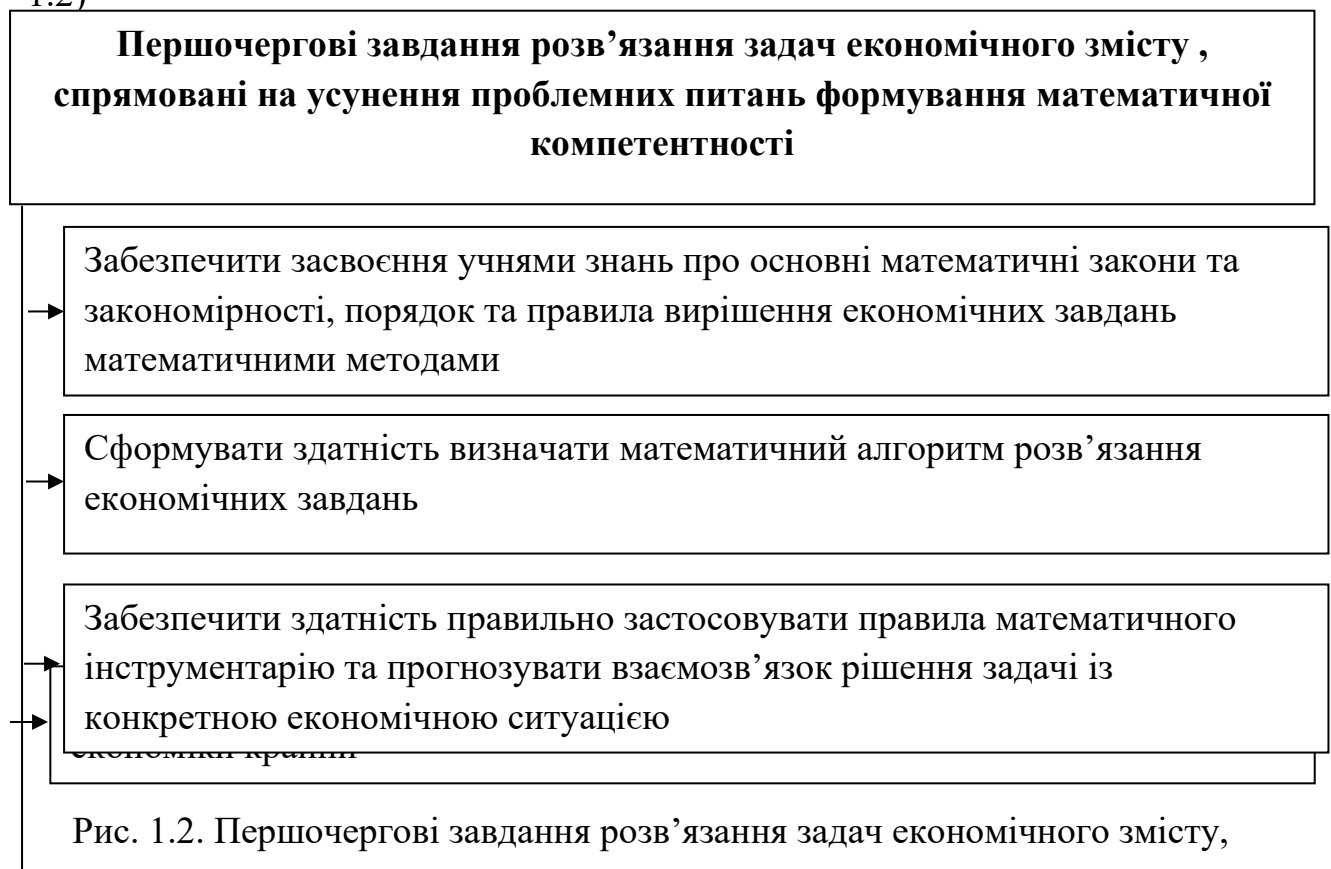 1.2)
Першочергові завдання розв’язання задач економічного змісту ,
спрямовані на усунення проблемних питань формування математичної
компетентності
Забезпечити засвоєння учнями знань про основні математичні закони та
закономірності, порядок та правила вирішення економічних завдань
математичними методами
Сформувати здатність визначати математичний алгоритм розв’язання
економічних завдань
Забезпечити здатність правильно застосовувати правила математичного
інструментарію та прогнозувати взаємозв’язок рішення задачі із
конкретною економічною ситуацією
економіки країни
Рис. 1.2. Першочергові завдання розв’язання задач економічного змісту,